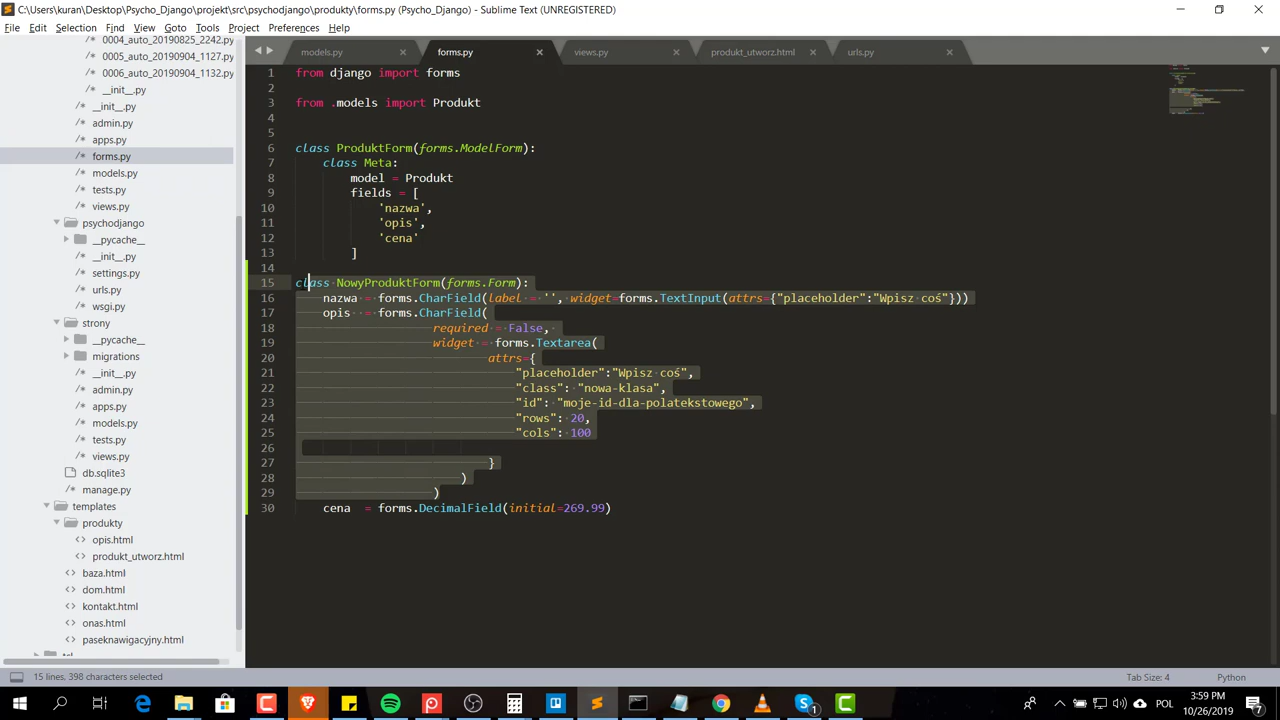 C:\Users\kuran\Desktop\Psycho_Django\projekt\src\psychodjango\produkty\forms.py (Psycho_Django) - Sublime Text (UNREGISTERED)
File Edit Selection Find View Goto Tools Project Preferences Help
models.py forms.py views.py produkt_utworz.html urls.py
0004_auto_20190825_2242.py
0005_auto_20190904_1127.py
0006_auto_20190904_1132.py
__init__.py
__init__.py
admin.py
apps.py
forms.py
models.py
tests.py
views.py
psychodjango
__pycache__
__init__.py
settings.py
urls.py
wsgi.py
strony
__pycache__
migrations
__init__.py
admin.py
apps.py
models.py
tests.py
views.py
db.sqlite3
manage.py
templates
produkty
opis.html
produkt_utworz.html
baza.html
dom.html
kontakt.html
onas.html
paseknawigacyjny.html
1 from django import forms
2
3 from .models import Produkt
4
5
6 class ProduktForm(forms.ModelForm):
7 class Meta:
8 model = Produkt
9 fields = [
10 'nazwa',
11 'opis',
12 'cena'
13 ]
14
15 class NowyProduktForm(forms.Form):
16 nazwa = forms.CharField(label = '', widget=forms.TextInput(attrs={"placeholder":"Wpisz coś"}))
17 opis = forms.CharField(
18 required = False,
19 widget = forms.Textarea(
20 attrs={
21 "placeholder":"Wpisz coś",
22 "class": "nowa-klasa",
23 "id": "moje-id-dla-polatekstowego",
24 "rows": 20,
25 "cols": 100
26
27 }
28 )
29 )
30 cena = forms.DecimalField(initial=269.99)
15 lines, 398 characters selected
Tab Size: 4 Python
POL
3:59 PM
10/26/2019